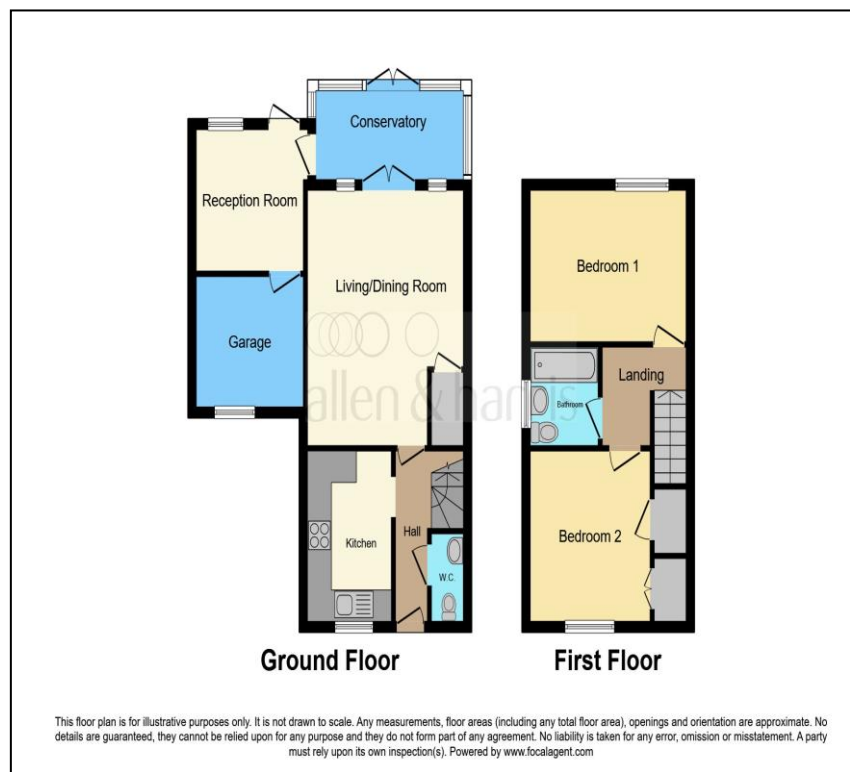 Conservatory
Reception Room
Living/Dining Room
Bedroom 1
Garage
Landing
Bathroom
allen & harris
Kitchen
Hall
W.C.
Bedroom 2
Ground Floor
First Floor
This floor plan is for illustrative purposes only. It is not drawn to scale. Any measurements, floor areas (including any total floor area), openings and orientation are approximate. No
details are guaranteed, they cannot be relied upon for any purpose and they do not form part of any agreement. No liability is taken for any error, omission or misstatement. A party
must rely upon its own inspection(s). Powered by www.focalagent.com